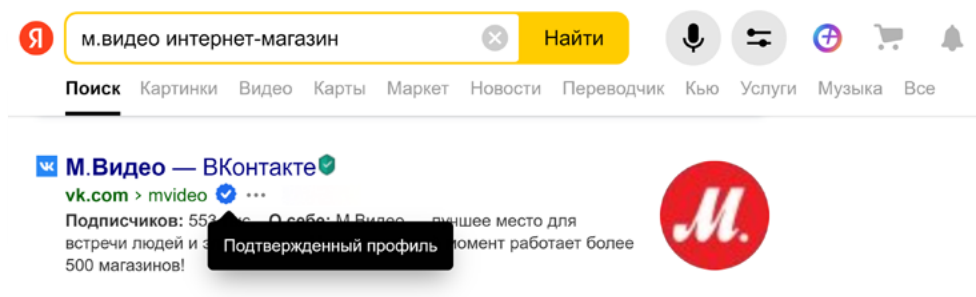 Я
м.видео интернет-магазин Найти
Поиск Картинки Видео Карты Маркет Новости Переводчик Кью Услуги Музыка Все
М.Видео — ВКонтакте
vk.com › mvideo
Подписчиков: 553 О себе: М.Видео — лучшее место для
Подтвержденный профиль
встречи людей и момент работает более
500 магазинов!
М.